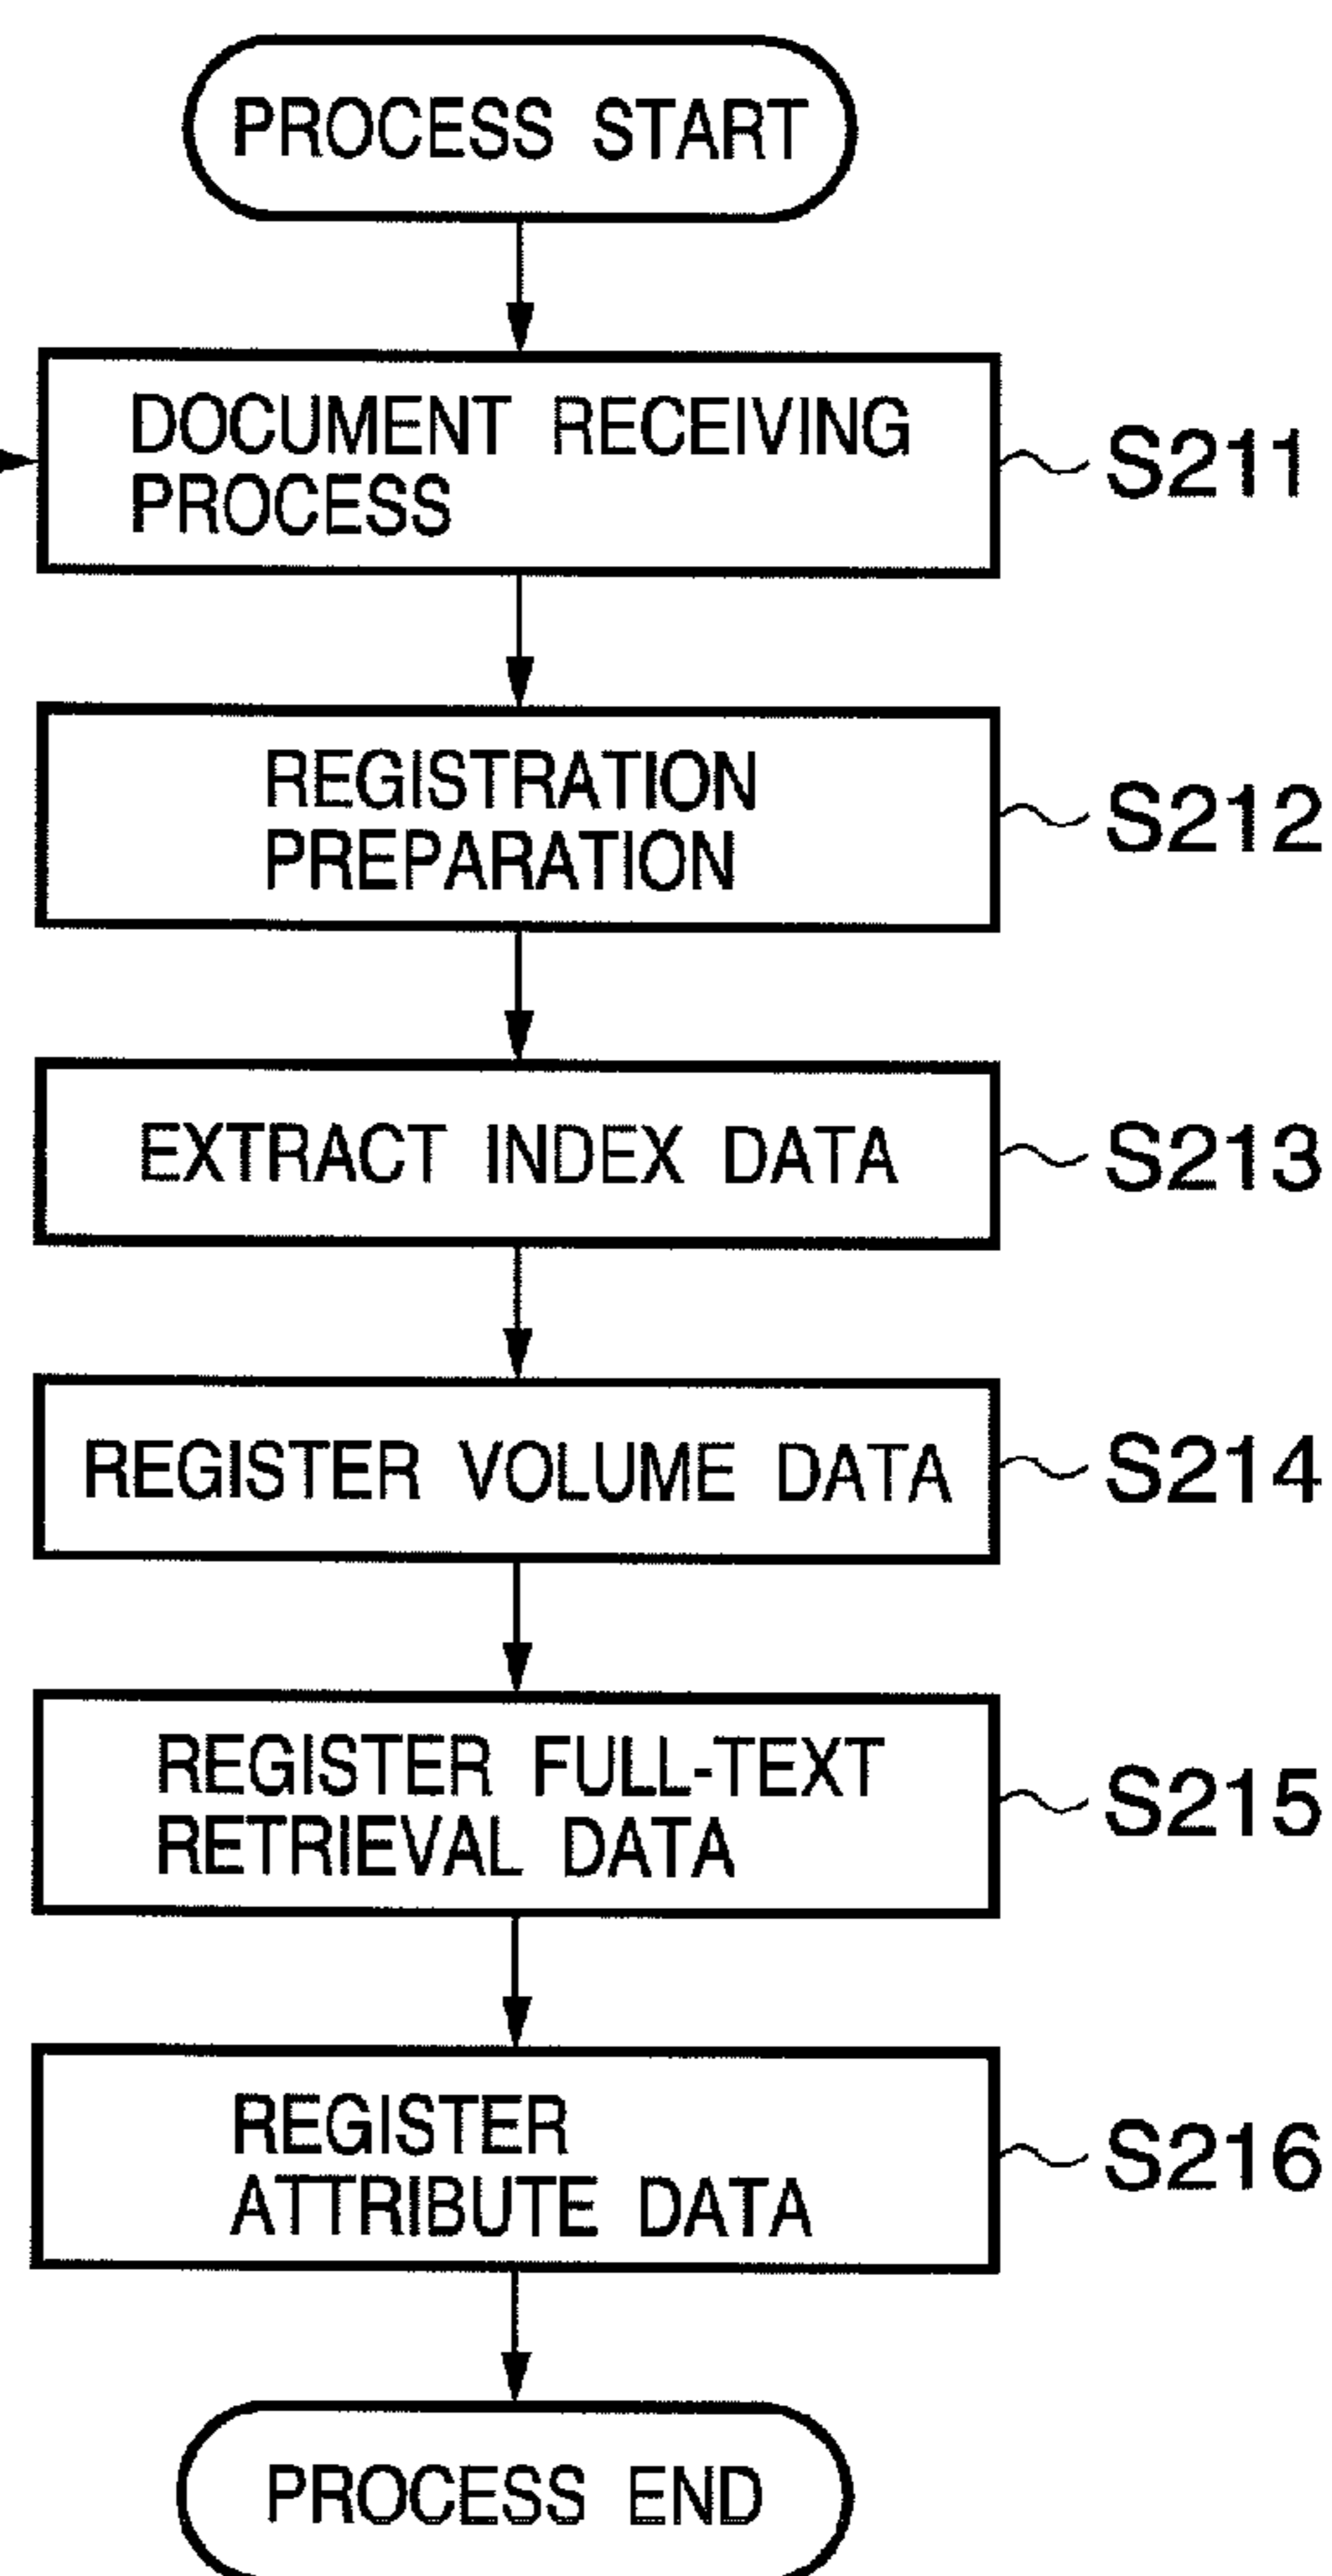 PROCESS START
DOCUMENT RECEIVING
PROCESS
S211
REGISTRATION
PREPARATION
S212
EXTRACT INDEX DATA
S213
REGISTER VOLUME DATA
S214
REGISTER FULL-TEXT
RETRIEVAL DATA
S215
REGISTER
ATTRIBUTE DATA
S216
PROCESS END